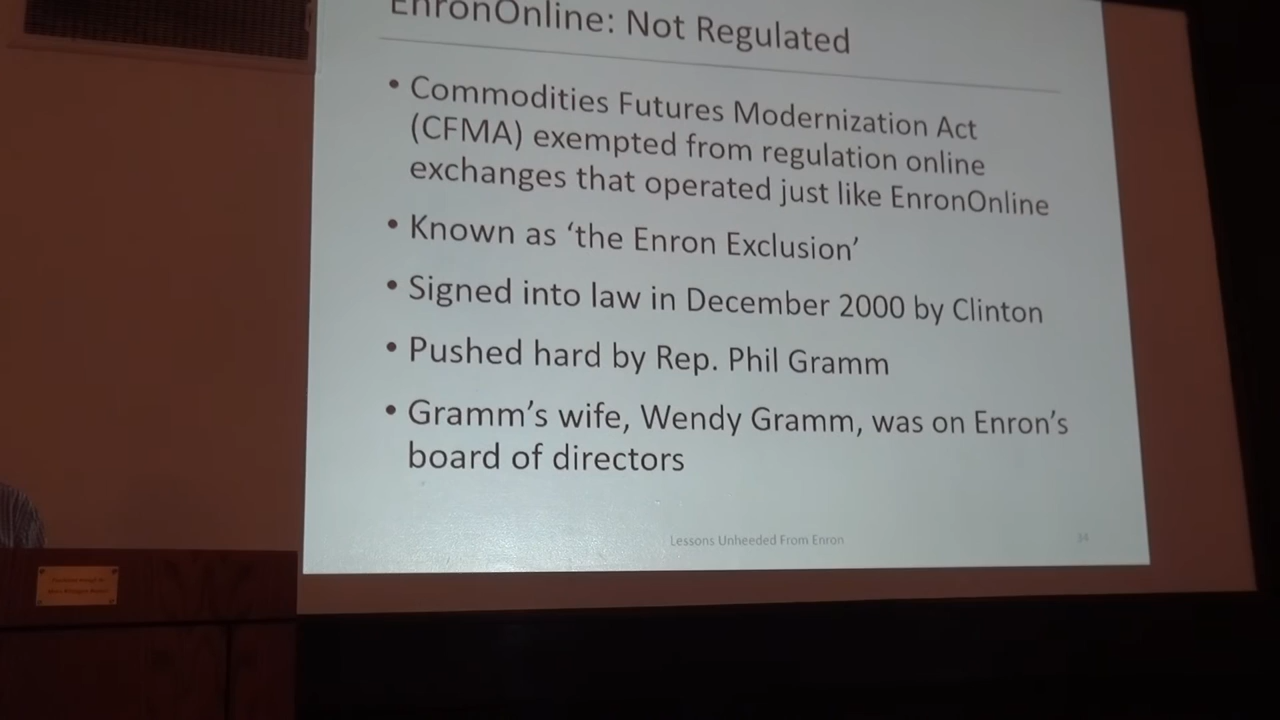 EnronOnline: Not Regulated
• Commodities Futures Modernization Act
(CFMA) exempted from regulation online
exchanges that operated just like EnronOnline
• Known as ‘the Enron Exclusion’
• Signed into law in December 2000 by Clinton
• Pushed hard by Rep. Phil Gramm
• Gramm’s wife, Wendy Gramm, was on Enron’s
board of directors
Lessons Unheeded From Enron
34